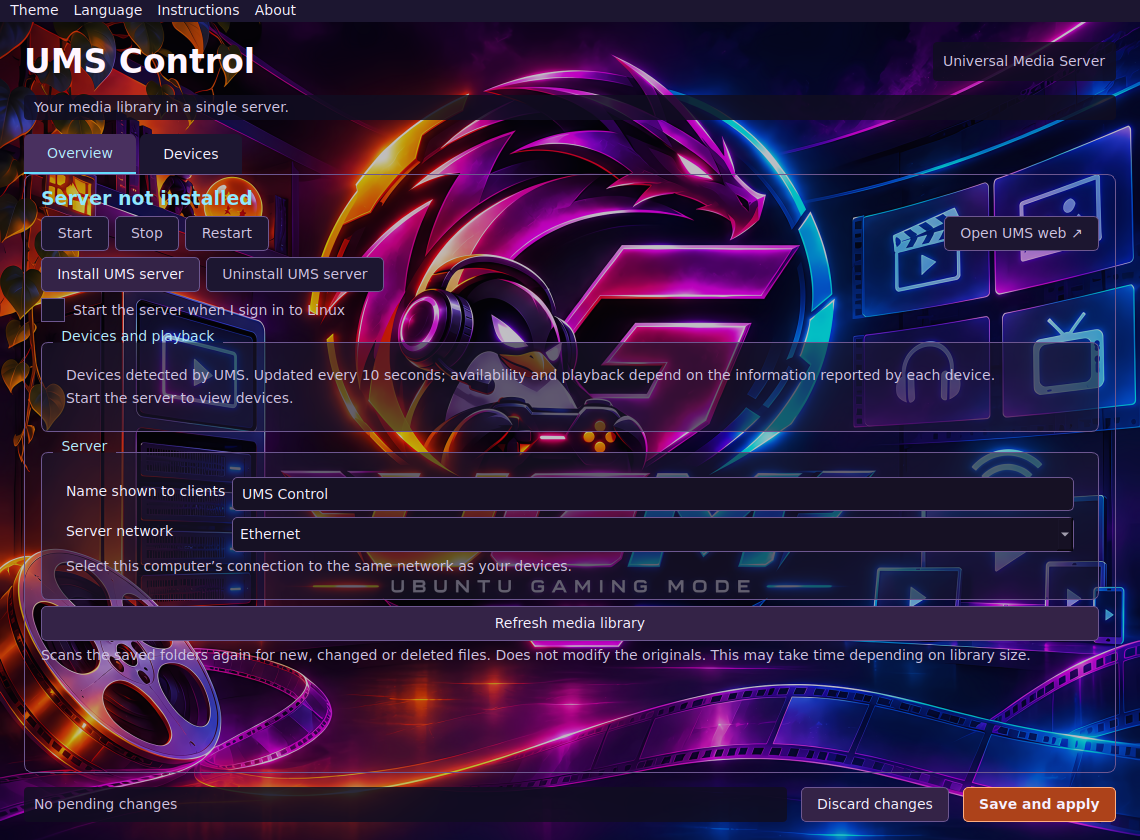 Theme Language Instructions About
UMS Control
Universal Media Server
Your media library in a single server.
Overview Devices
Server not installed
Start Stop Restart Open UMS web ↗
Install UMS server Uninstall UMS server
Start the server when I sign in to Linux
Devices and playback
Devices detected by UMS. Updated every 10 seconds; availability and playback depend on the information reported by each device.
Start the server to view devices.
Server
Name shown to clients UMS Control
Server network Ethernet
Select this computer’s connection to the same network as your devices.
UBUNTU GAMING MODE
Refresh media library
Scans the saved folders again for new, changed or deleted files. Does not modify the originals. This may take time depending on library size.
No pending changes Discard changes Save and apply